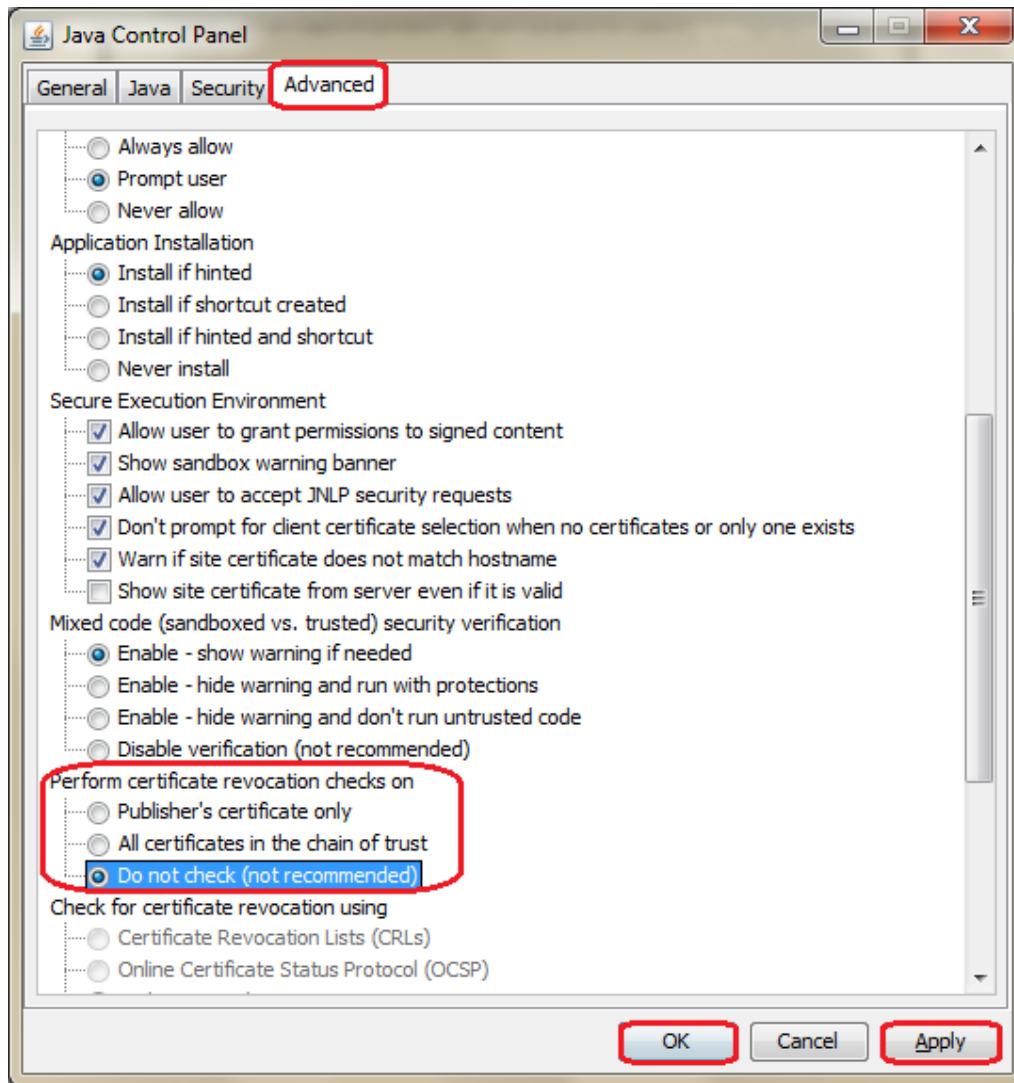 Java Control Panel
General Java Security Advanced
Always allow
Prompt user
Never allow
Application Installation
Install if hinted
Install if shortcut created
Install if hinted and shortcut
Never install
Secure Execution Environment
Allow user to grant permissions to signed content
Show sandbox warning banner
Allow user to accept JNLP security requests
Don't prompt for client certificate selection when no certificates or only one exists
Warn if site certificate does not match hostname
Show site certificate from server even if it is valid
Mixed code (sandboxed vs. trusted) security verification
Enable - show warning if needed
Enable - hide warning and run with protections
Enable - hide warning and don't run untrusted code
Disable verification (not recommended)
Perform certificate revocation checks on
Publisher's certificate only
All certificates in the chain of trust
Do not check (not recommended)
Check for certificate revocation using
Certificate Revocation Lists (CRLs)
Online Certificate Status Protocol (OCSP)
OK Cancel Apply